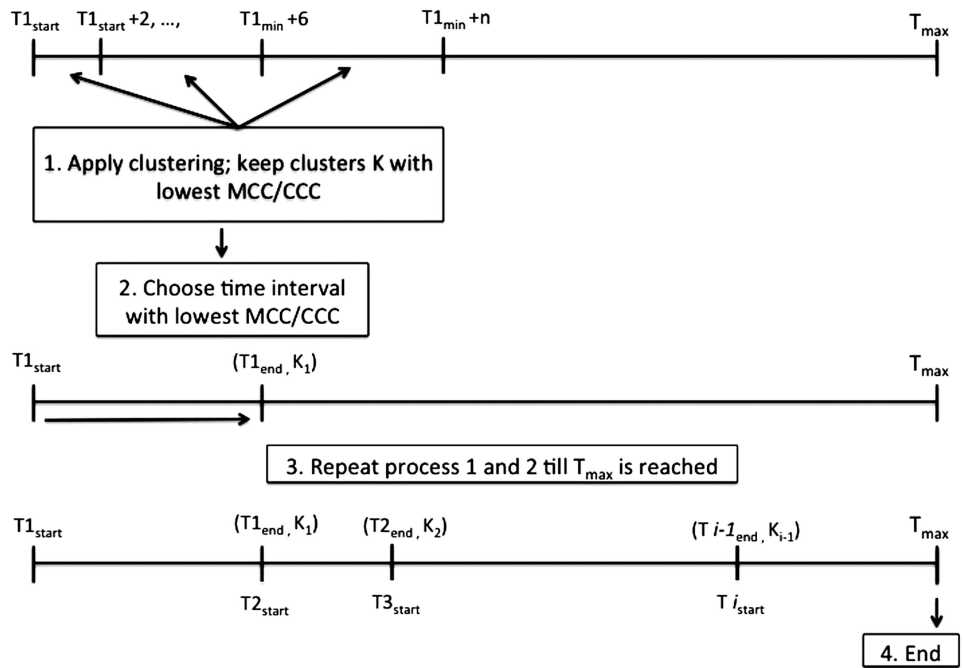 T1start T1start +2, ..., T1min +6 T1min +n Tmax
1. Apply clustering; keep clusters K with
lowest MCC/CCC
2. Choose time interval
with lowest MCC/CCC
T1start (T1end , K1) Tmax
3. Repeat process 1 and 2 till Tmax is reached
T1start (T1end , K1) (T2end , K2) (T i-1end , Ki-1) Tmax
T2start T3start T istart
4. End